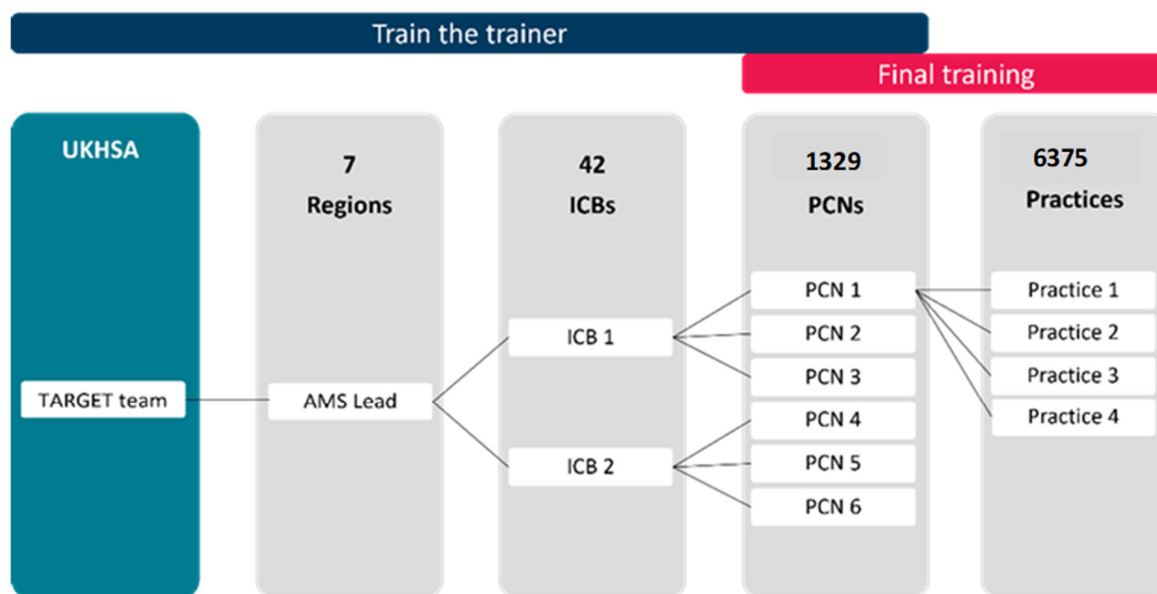 Train the trainer
Final training
UKHSA
TARGET team
7
Regions
AMS Lead
42
ICBs
ICB 1
ICB 2
1329
PCNs
PCN 1
PCN 2
PCN 3
PCN 4
PCN 5
PCN 6
6375
Practices
Practice 1
Practice 2
Practice 3
Practice 4